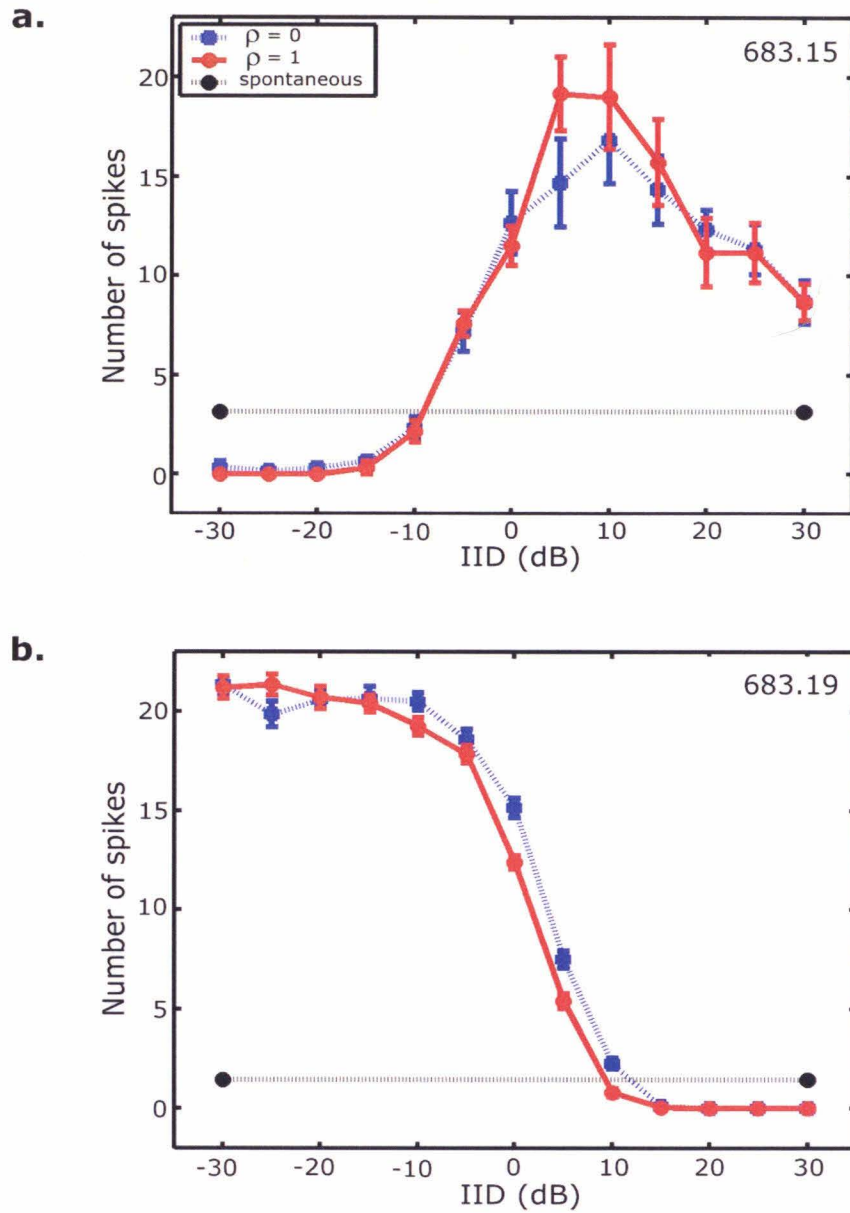 a.
ρ = 0
ρ = 1
spontaneous
683.15
Number of spikes
20
15
10
5
0
-30 -20 -10 0 10 20 30
IID (dB)
b.
683.19
Number of spikes
20
15
10
5
0
-30 -20 -10 0 10 20 30
IID (dB)